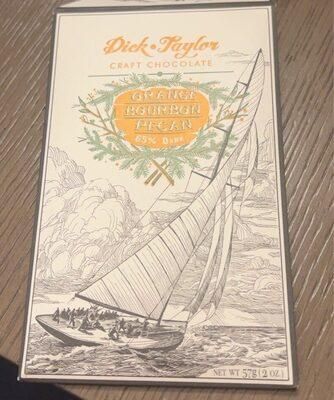 Dick • Taylor
CRAFT CHOCOLATE
ORANGE
BOURBON
PECAN
65% DARK
NET WT 57g (2 OZ.)